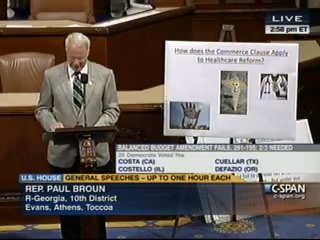 LIVE
2:58 pm ET
How does the Commerce Clause Apply
to Healthcare Reform?
BALANCED BUDGET AMENDMENT FAILS, 261-165; 2/3 NEEDED
25 Democrats Voted Yes
COSTA (CA) CUELLAR (TX)
COSTELLO (IL) DEFAZIO (OR)
U.S. HOUSE GENERAL SPEECHES – UP TO ONE HOUR EACH
REP. PAUL BROUN
R-Georgia, 10th District
Evans, Athens, Toccoa
C-SPAN
c-span.org